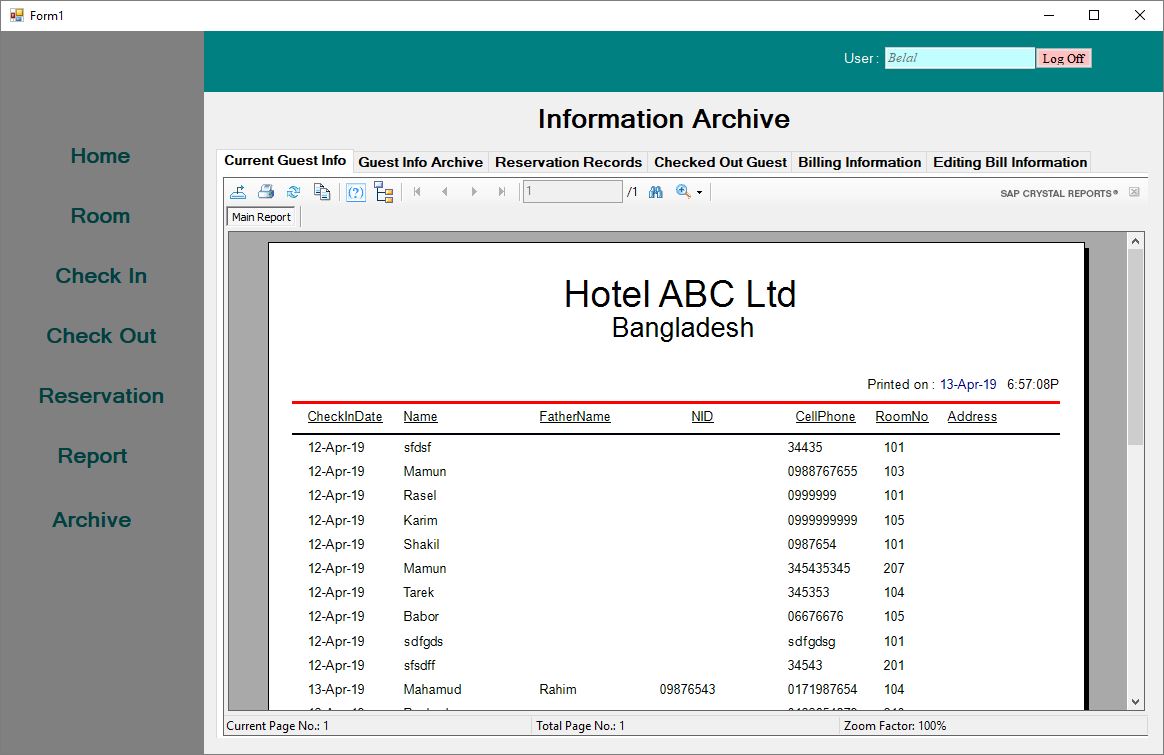 Form1
User : Belal Log Off
Home
Room
Check In
Check Out
Reservation
Report
Archive
Information Archive
Current Guest Info Guest Info Archive Reservation Records Checked Out Guest Billing Information Editing Bill Information
1 /1 SAP CRYSTAL REPORTS®
Main Report
Hotel ABC Ltd
Bangladesh
Printed on : 13-Apr-19 6:57:08P
CheckInDate Name FatherName NID CellPhone RoomNo Address
12-Apr-19 sfdsf 34435 101
12-Apr-19 Mamun 0988767655 103
12-Apr-19 Rasel 0999999 101
12-Apr-19 Karim 0999999999 105
12-Apr-19 Shakil 0987654 101
12-Apr-19 Mamun 345435345 207
12-Apr-19 Tarek 345353 104
12-Apr-19 Babor 06676676 105
12-Apr-19 sdfgds sdfgdsg 101
12-Apr-19 sfsdff 34543 201
13-Apr-19 Mahamud Rahim 09876543 0171987654 104
Current Page No.: 1 Total Page No.: 1 Zoom Factor: 100%